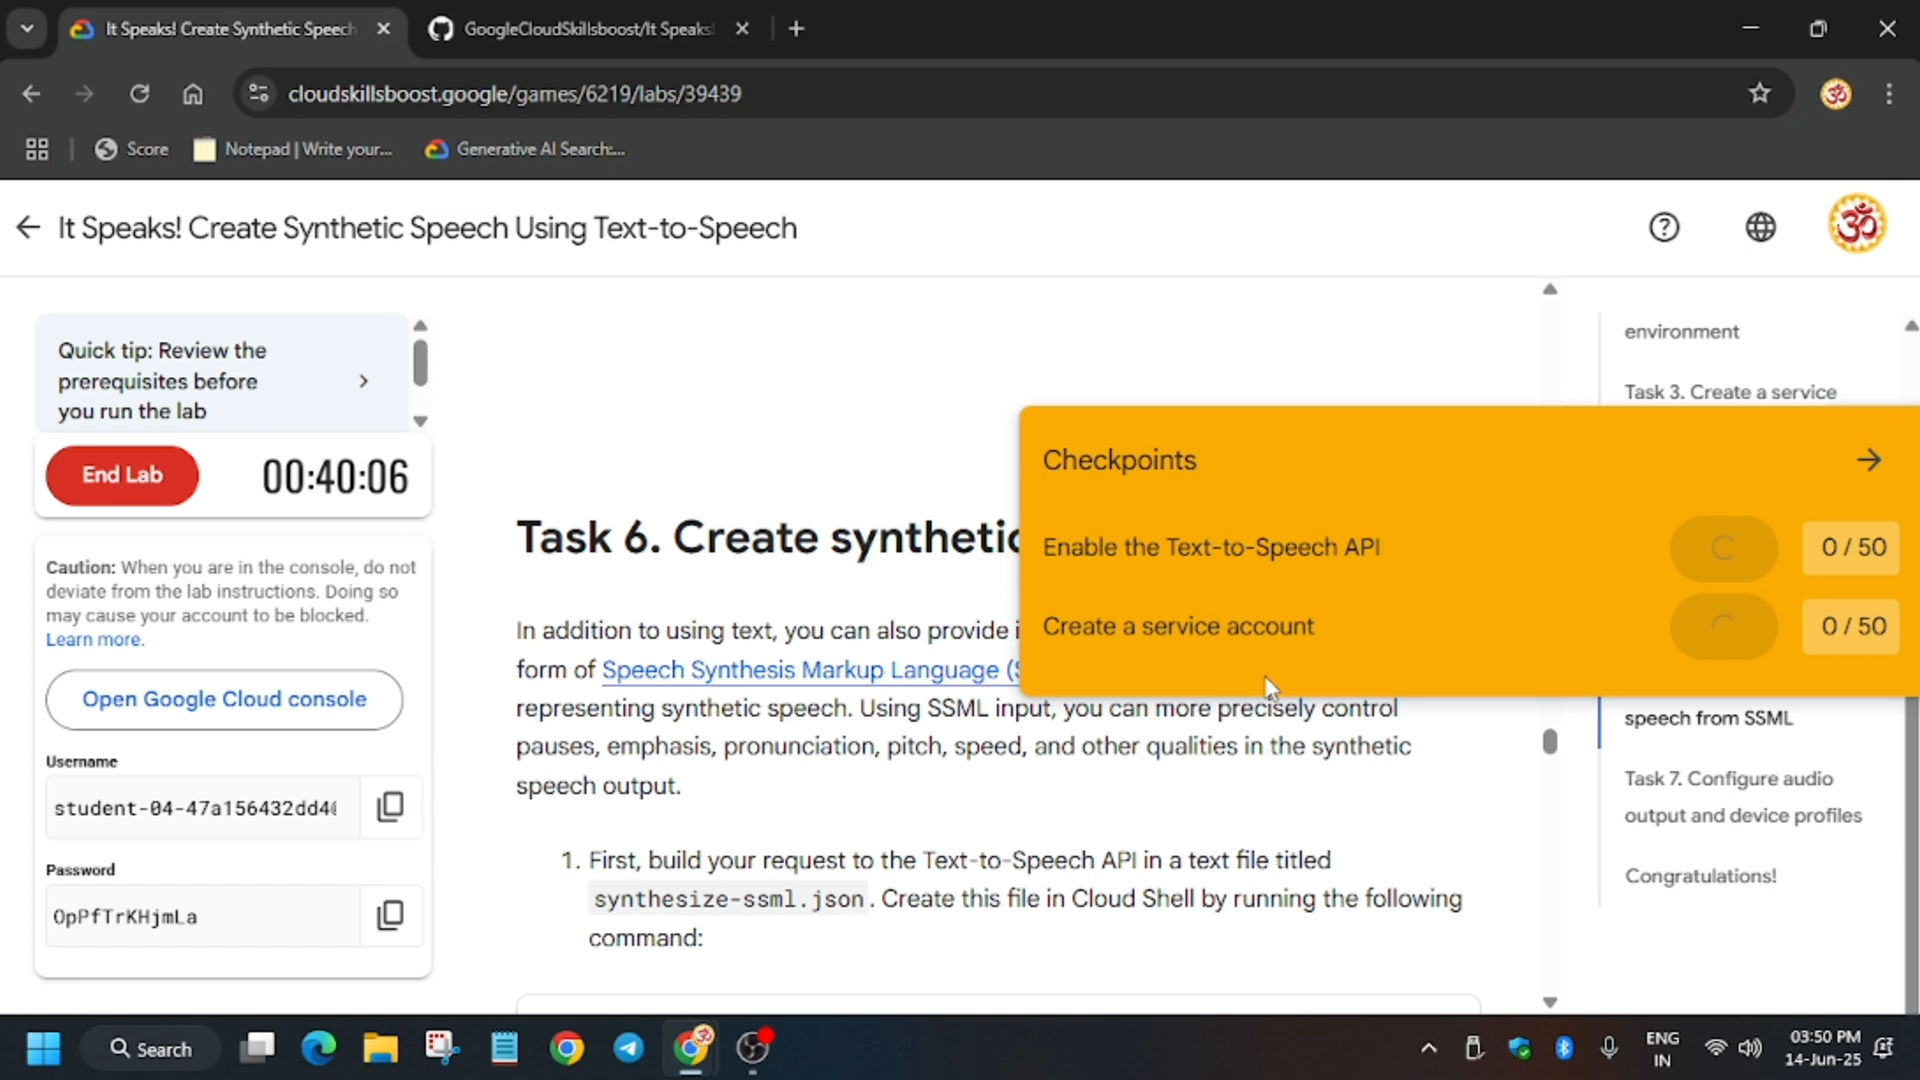 It Speaks! Create Synthetic Speech
GoogleCloudSkillsboost/It Speaks!
cloudskillsboost.google/games/6219/labs/39439
Score
Notepad | Write your...
Generative AI Search:...
It Speaks! Create Synthetic Speech Using Text-to-Speech
Quick tip: Review the
prerequisites before
you run the lab
End Lab
00:40:06
Caution: When you are in the console, do not
deviate from the lab instructions. Doing so
may cause your account to be blocked.
Learn more.
Open Google Cloud console
Username
student-04-47a156432dd4
Password
OpPfTrKHjmLa
Task 6. Create synthetic
In addition to using text, you can also provide i
form of Speech Synthesis Markup Language (S
representing synthetic speech. Using SSML input, you can more precisely control
pauses, emphasis, pronunciation, pitch, speed, and other qualities in the synthetic
speech output.
1. First, build your request to the Text-to-Speech API in a text file titled
synthesize-ssml.json. Create this file in Cloud Shell by running the following
command:
environment
Task 3. Create a service
Checkpoints
Enable the Text-to-Speech API
0 / 50
Create a service account
0 / 50
speech from SSML
Task 7. Configure audio
output and device profiles
Congratulations!
Search
ENG
IN
03:50 PM
14-Jun-25